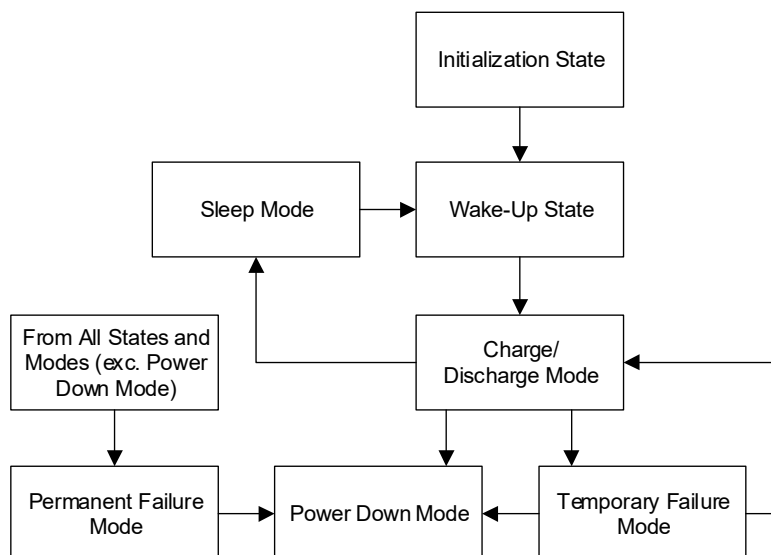 Initialization State
Sleep Mode
Wake-Up State
From All States and
Modes (exc. Power
Down Mode)
Charge/
Discharge Mode
Permanent Failure
Mode
Power Down Mode
Temporary Failure
Mode